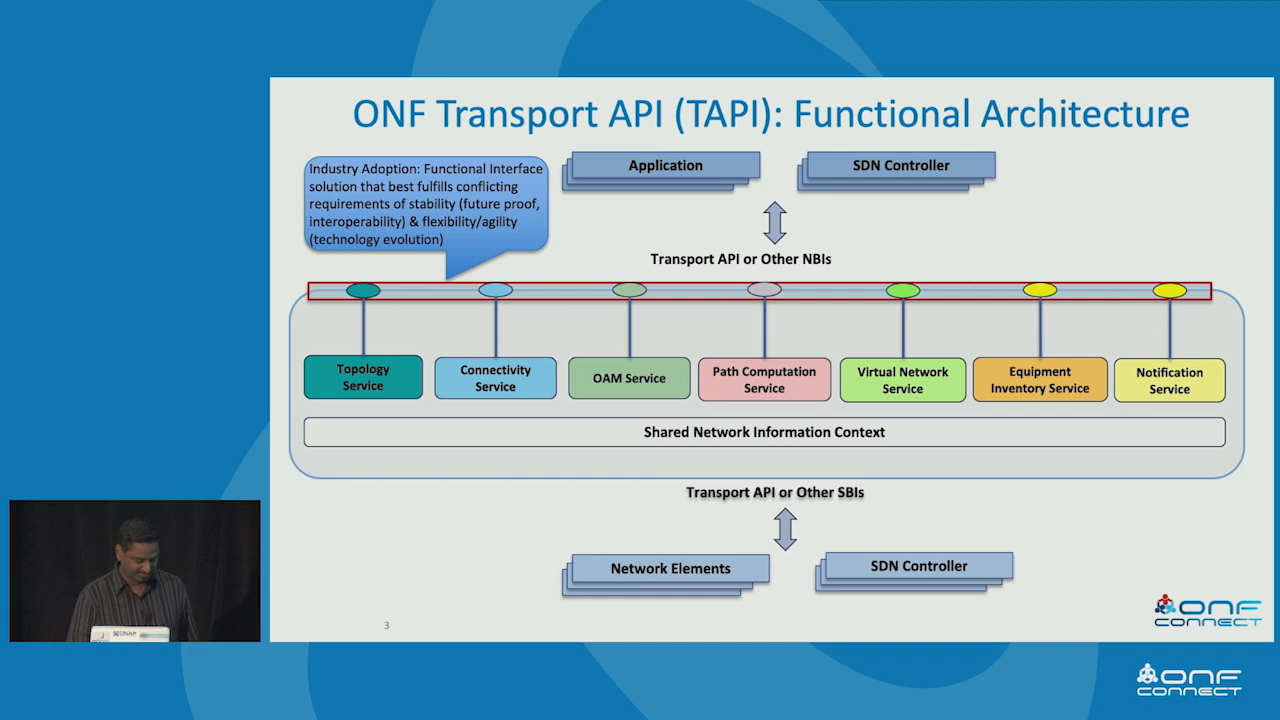 ONF Transport API (TAPI): Functional Architecture
Industry Adoption: Functional Interface
solution that best fulfills conflicting
requirements of stability (future proof,
interoperability) & flexibility/agility
(technology evolution)
Application
SDN Controller
Transport API or Other NBIs
Topology
Service
Connectivity
Service
OAM Service
Path Computation
Service
Virtual Network
Service
Equipment
Inventory Service
Notification
Service
Shared Network Information Context
Transport API or Other SBIs
Network Elements
SDN Controller
3
ONF
CONNECT
ONF
CONNECT